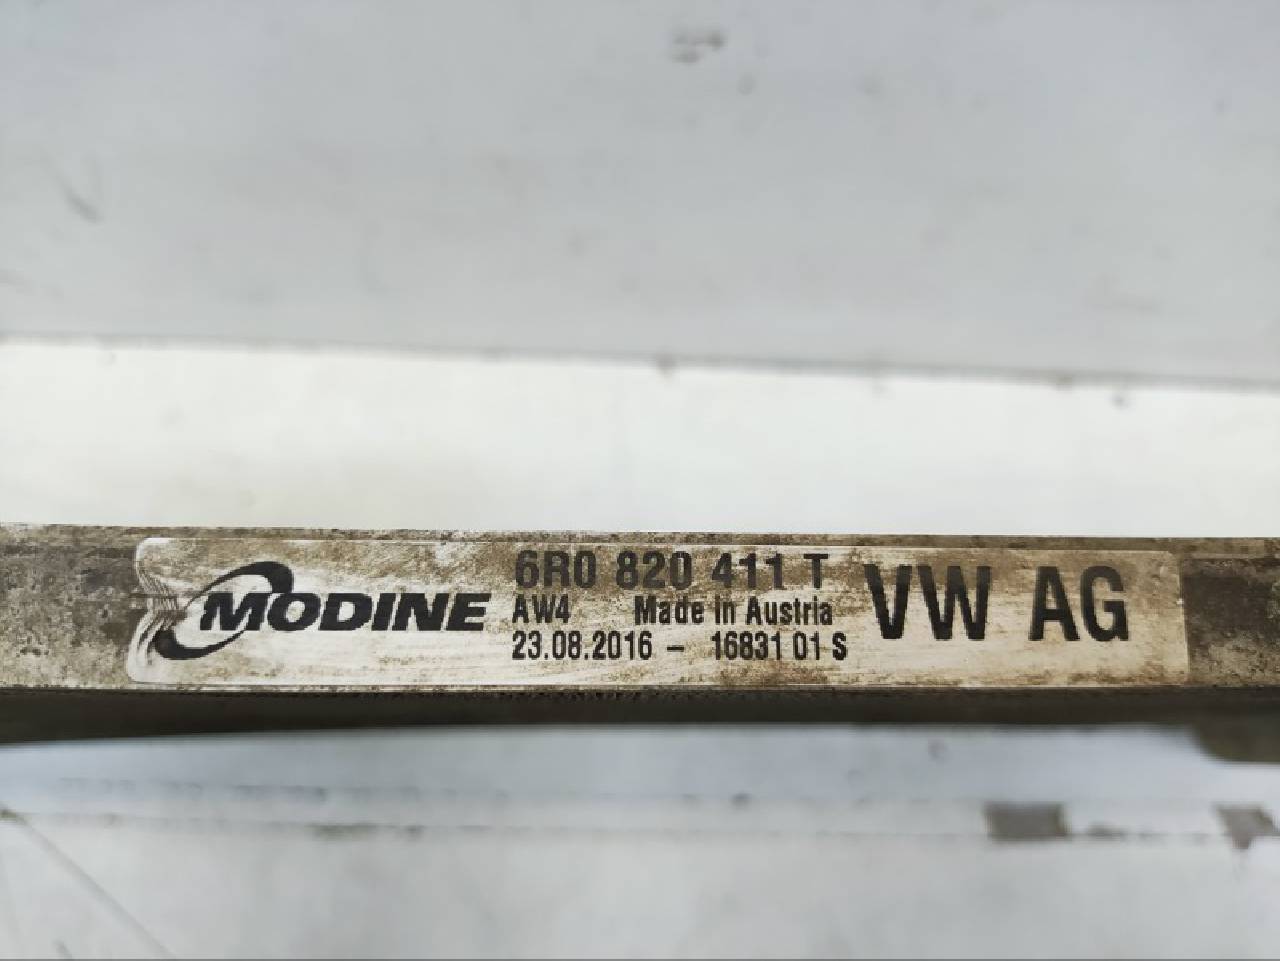 MODINE
6R0 820 411 T
AW4 Made in Austria
23.08.2016 - 16831 01 S
VW AG